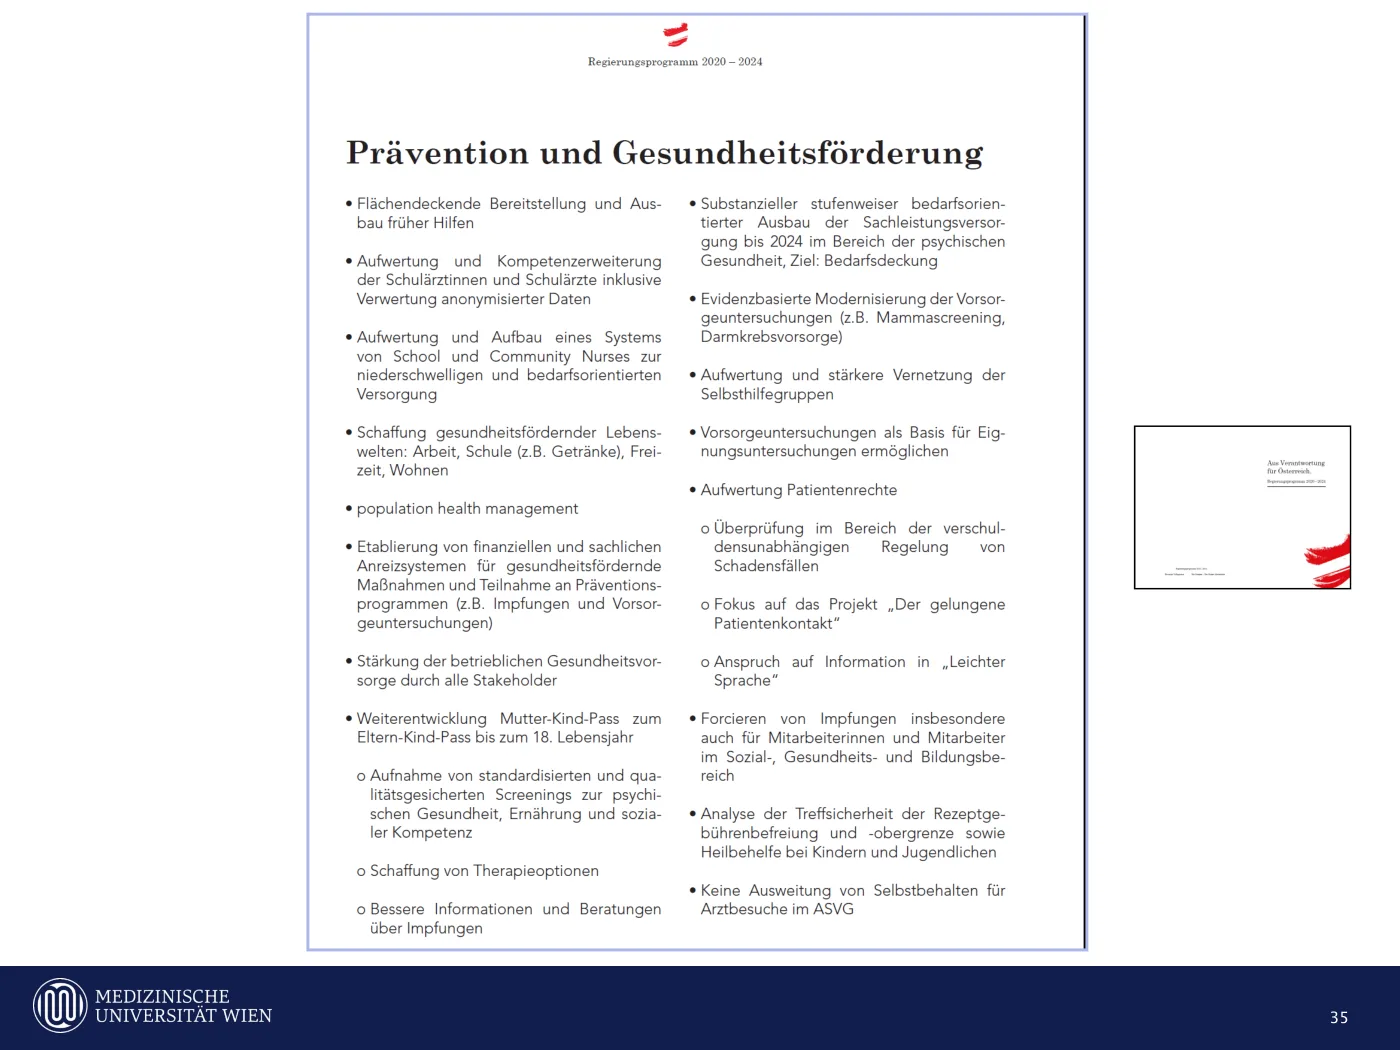 Regierungsprogramm 2020 – 2024
Prävention und Gesundheitsförderung
• Flächendeckende Bereitstellung und Aus-
bau früher Hilfen
• Aufwertung und Kompetenzerweiterung
der Schulärztinnen und Schulärzte inklusive
Verwertung anonymisierter Daten
• Aufwertung und Aufbau eines Systems
von School und Community Nurses zur
niederschwelligen und bedarfsorientierten
Versorgung
• Schaffung gesundheitsfördernder Lebens-
welten: Arbeit, Schule (z.B. Getränke), Frei-
zeit, Wohnen
• population health management
• Etablierung von finanziellen und sachlichen
Anreizsystemen für gesundheitsfördernde
Maßnahmen und Teilnahme an Präventions-
programmen (z.B. Impfungen und Vorsor-
geuntersuchungen)
• Stärkung der betrieblichen Gesundheitsvor-
sorge durch alle Stakeholder
• Weiterentwicklung Mutter-Kind-Pass zum
Eltern-Kind-Pass bis zum 18. Lebensjahr
o Aufnahme von standardisierten und qua-
litätsgesicherten Screenings zur psychi-
schen Gesundheit, Ernährung und sozia-
ler Kompetenz
o Schaffung von Therapieoptionen
o Bessere Informationen und Beratungen
über Impfungen
• Substanzieller stufenweiser bedarfsorien-
tierter Ausbau der Sachleistungsversor-
gung bis 2024 im Bereich der psychischen
Gesundheit, Ziel: Bedarfsdeckung
• Evidenzbasierte Modernisierung der Vorsor-
geuntersuchungen (z.B. Mammascreening,
Darmkrebsvorsorge)
• Aufwertung und stärkere Vernetzung der
Selbsthilfegruppen
• Vorsorgeuntersuchungen als Basis für Eig-
nungsuntersuchungen ermöglichen
• Aufwertung Patientenrechte
o Überprüfung im Bereich der verschul-
densunabhängigen Regelung von
Schadensfällen
o Fokus auf das Projekt „Der gelungene
Patientenkontakt“
o Anspruch auf Information in „Leichter
Sprache“
• Forcieren von Impfungen insbesondere
auch für Mitarbeiterinnen und Mitarbeiter
im Sozial-, Gesundheits- und Bildungsbe-
reich
• Analyse der Treffsicherheit der Rezeptge-
bührenbefreiung und -obergrenze sowie
Heilbehelfe bei Kindern und Jugendlichen
• Keine Ausweitung von Selbstbehalten für
Arztbesuche im ASVG
Aus Verantwortung
für Österreich.
Regierungsprogramm 2020 – 2024
MEDIZINISCHE
UNIVERSITÄT WIEN
35